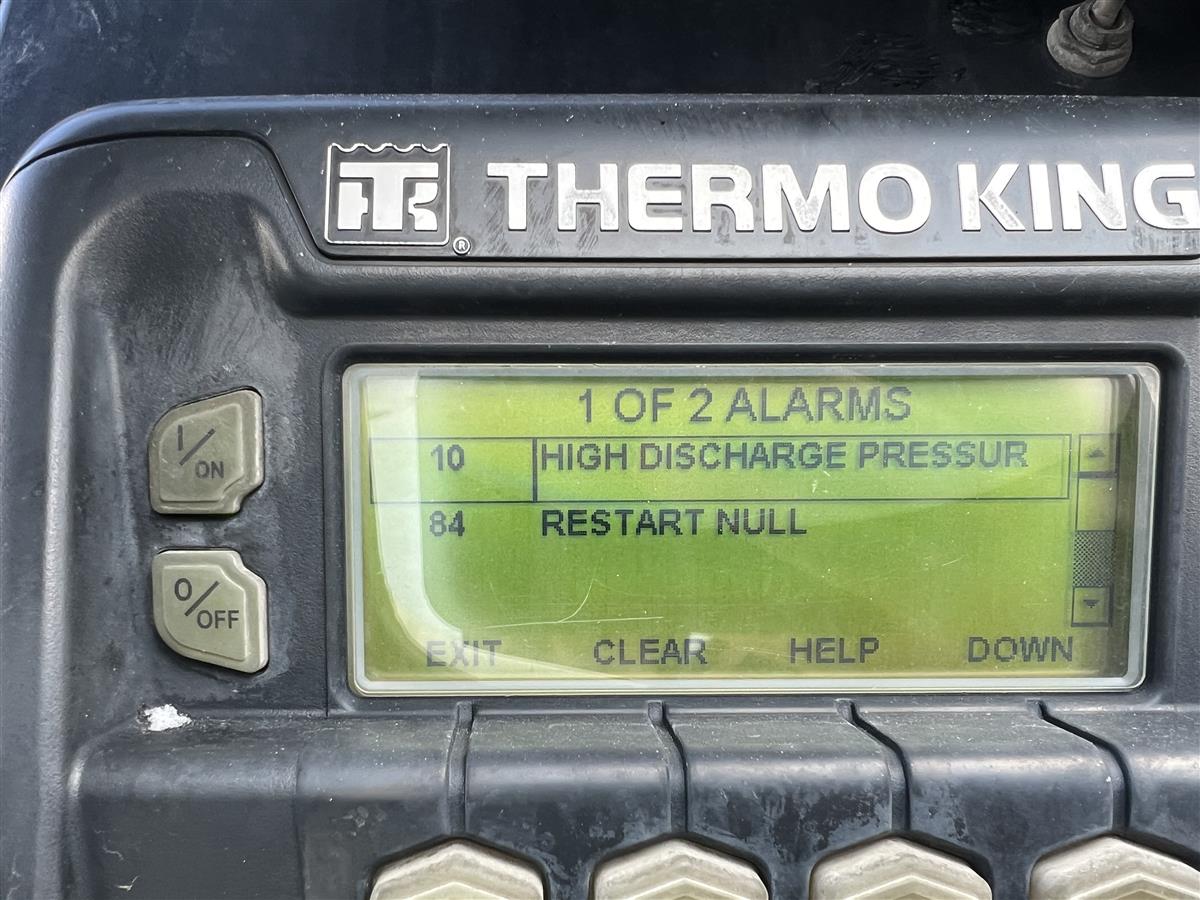 TK ®
THERMO KING
1 OF 2 ALARMS
10 HIGH DISCHARGE PRESSUR
84 RESTART NULL
EXIT CLEAR HELP DOWN
I/ON
O/OFF